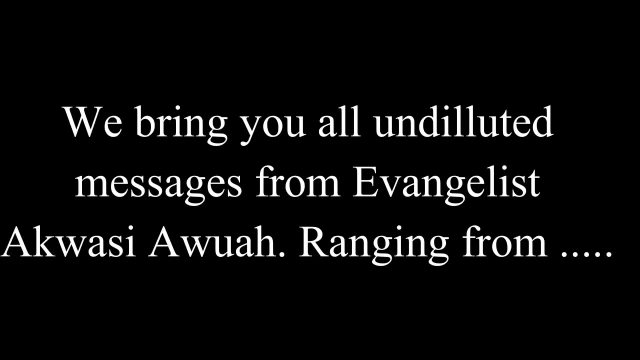 We bring you all undilluted
messages from Evangelist
Akwasi Awuah. Ranging from .....